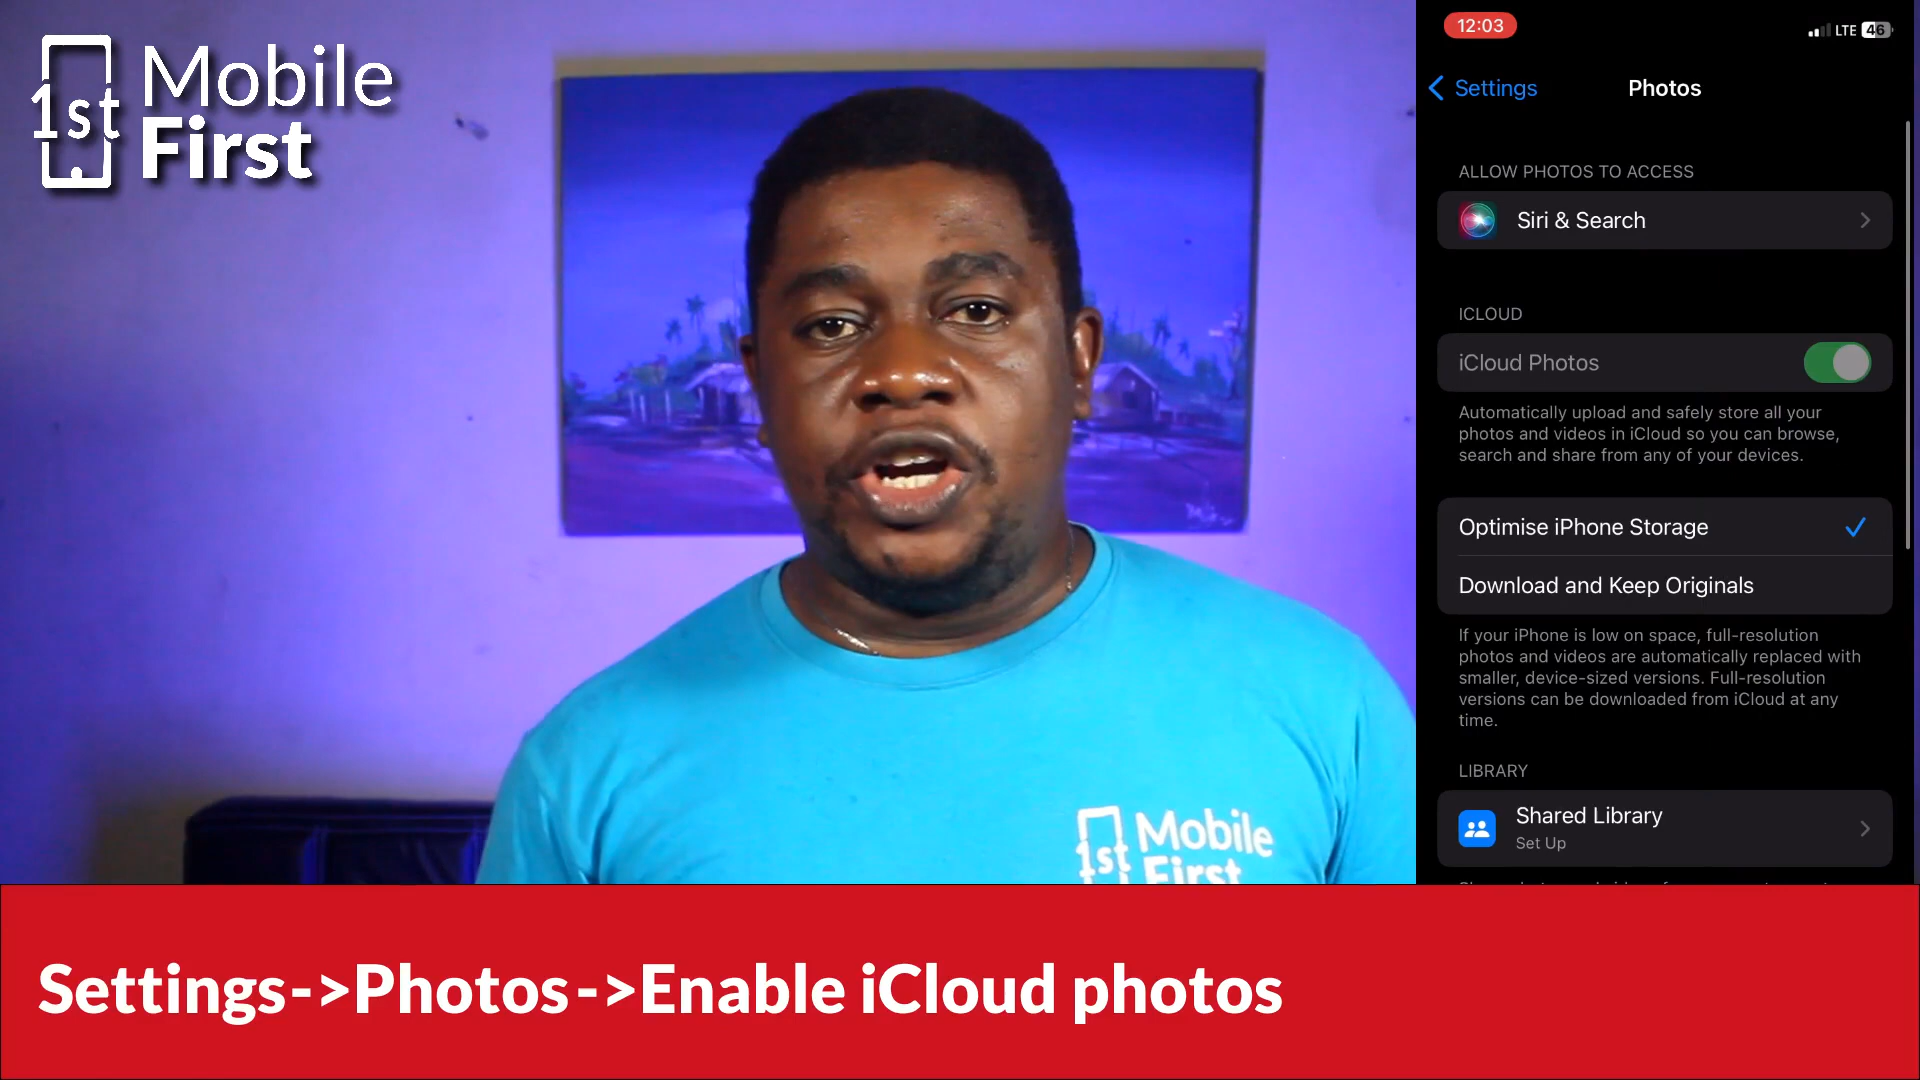 1st Mobile
First
12:03
LTE 46
Settings
Photos
ALLOW PHOTOS TO ACCESS
Siri & Search
ICLOUD
iCloud Photos
Automatically upload and safely store all your
photos and videos in iCloud so you can browse,
search and share from any of your devices.
Optimise iPhone Storage
Download and Keep Originals
If your iPhone is low on space, full-resolution
photos and videos are automatically replaced with
smaller, device-sized versions. Full-resolution
versions can be downloaded from iCloud at any
time.
LIBRARY
Shared Library
Set Up
1st Mobile
First
Settings->Photos->Enable iCloud photos